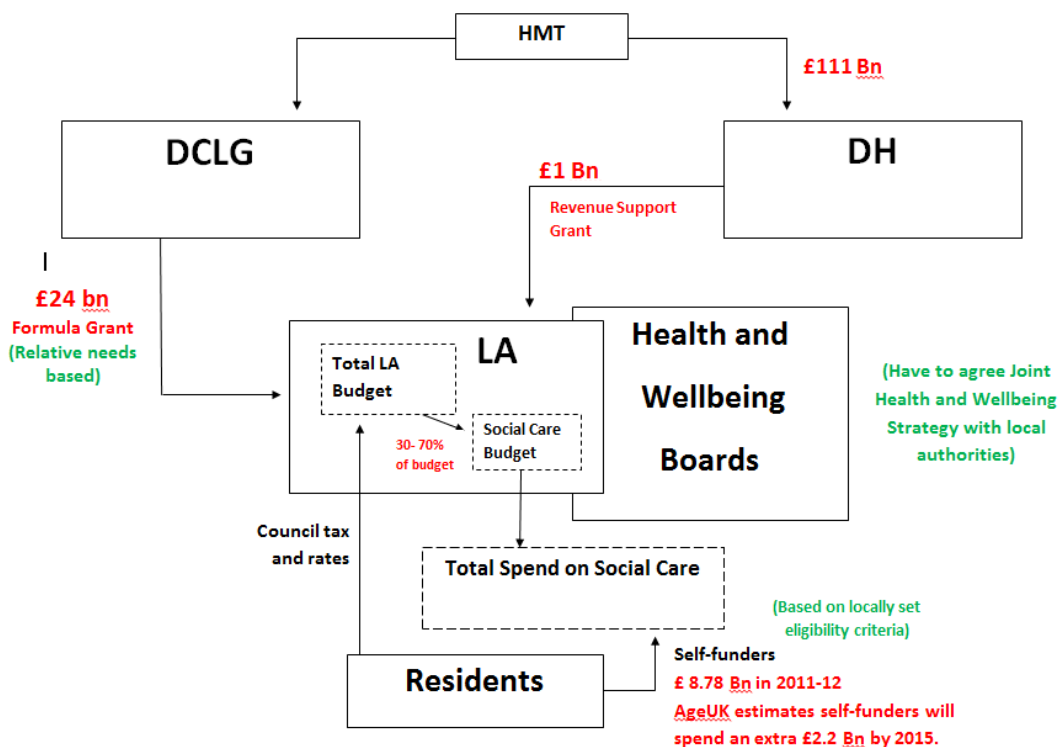 HMT
£111 Bn
DCLG
DH
£1 Bn
Revenue Support
Grant
£24 bn
Formula Grant
(Relative needs
based)
LA
Total LA
Budget
30- 70%
of budget
Social Care
Budget
Health and
Wellbeing
Boards
(Have to agree Joint
Health and Wellbeing
Strategy with local
authorities)
Council tax
and rates
Total Spend on Social Care
(Based on locally set
eligibility criteria)
Residents
Self-funders
£ 8.78 Bn in 2011-12
AgeUK estimates self-funders will
spend an extra £2.2 Bn by 2015.